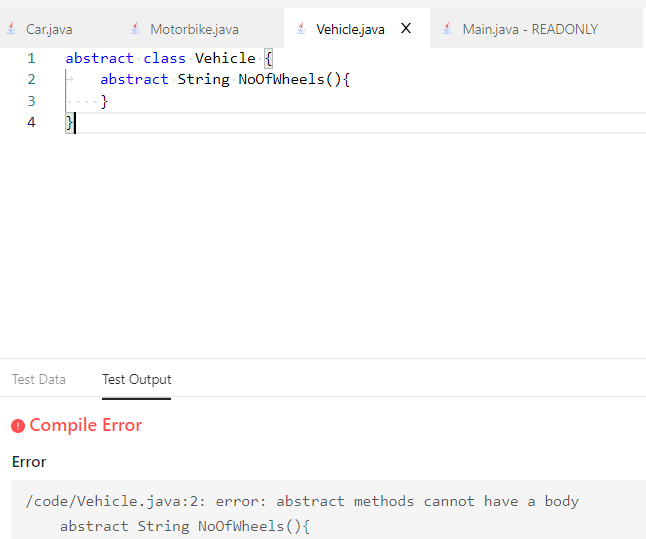 Car.java Motorbike.java Vehicle.java X Main.java - READONLY
1 abstract class Vehicle {
2 abstract String NoOfWheels(){
3 }
4 }
Test Data Test Output
Compile Error
Error
/code/Vehicle.java:2: error: abstract methods cannot have a body
abstract String NoOfWheels(){